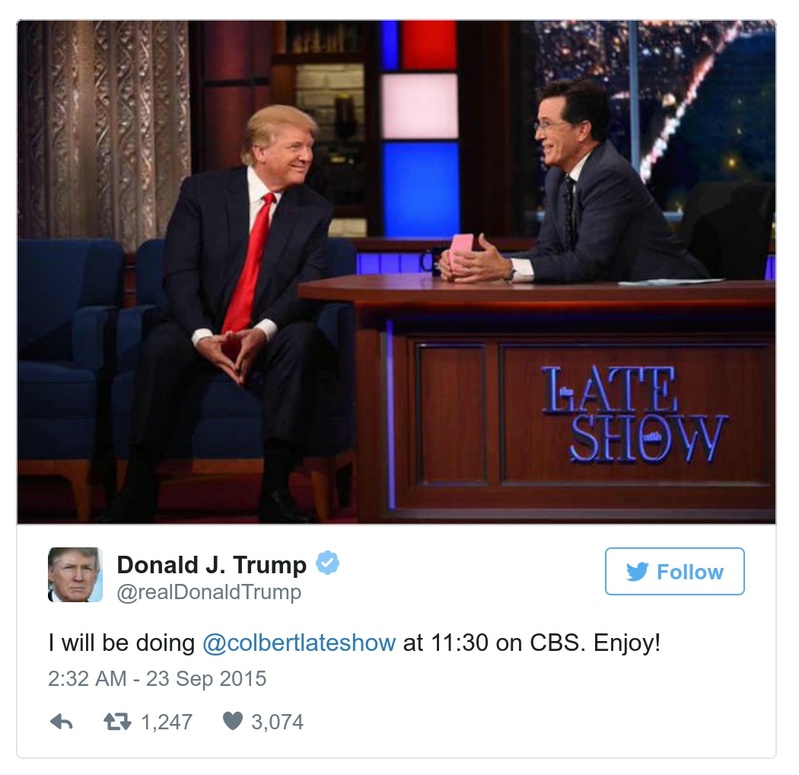 the
LATE
SHOW
with
Donald J. Trump
@realDonaldTrump
Follow
I will be doing @colbertlateshow at 11:30 on CBS. Enjoy!
2:32 AM - 23 Sep 2015
1,247 3,074